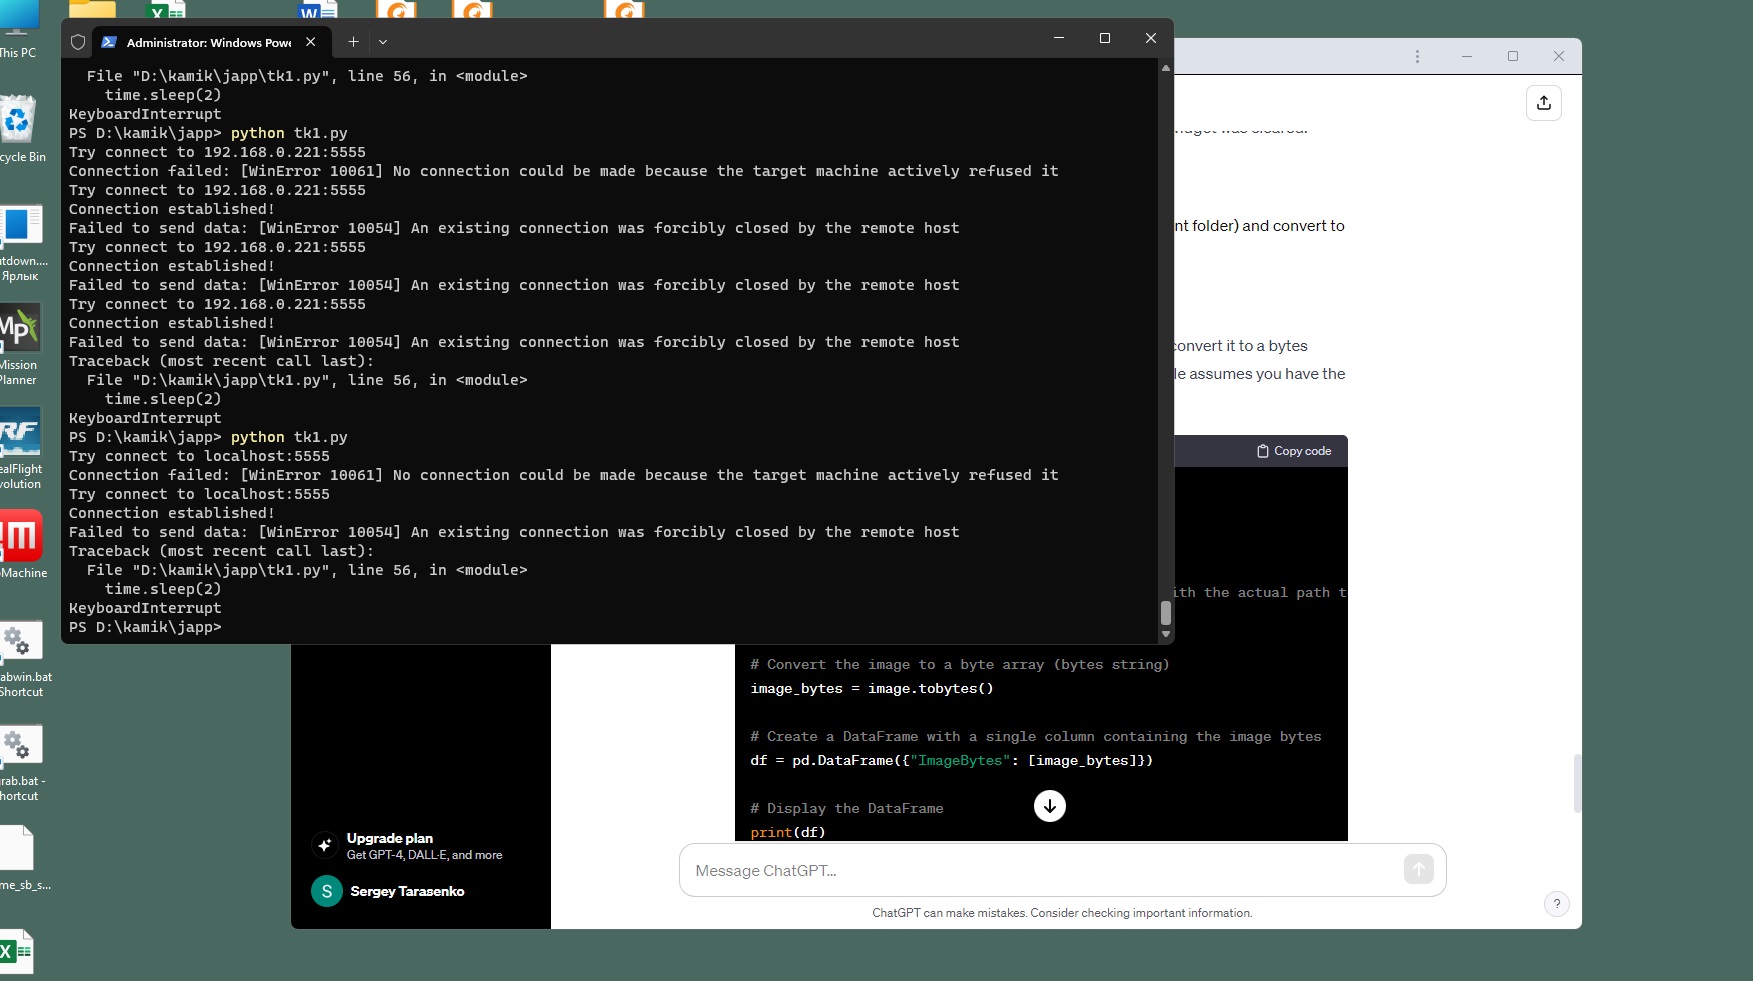 This PC
cycle Bin
tdown....
Ярлык
Mp
Mission
Planner
RF
ealFlight
volution
Machine
abwin.bat
Shortcut
rab.bat -
hortcut
me_sb_s...
Administrator: Windows Powe
File "D:\kamik\japp\tk1.py", line 56, in <module>
time.sleep(2)
KeyboardInterrupt
PS D:\kamik\japp> python tk1.py
Try connect to 192.168.0.221:5555
Connection failed: [WinError 10061] No connection could be made because the target machine actively refused it
Try connect to 192.168.0.221:5555
Connection established!
Failed to send data: [WinError 10054] An existing connection was forcibly closed by the remote host
Try connect to 192.168.0.221:5555
Connection established!
Failed to send data: [WinError 10054] An existing connection was forcibly closed by the remote host
Try connect to 192.168.0.221:5555
Connection established!
Failed to send data: [WinError 10054] An existing connection was forcibly closed by the remote host
Traceback (most recent call last):
File "D:\kamik\japp\tk1.py", line 56, in <module>
time.sleep(2)
KeyboardInterrupt
PS D:\kamik\japp> python tk1.py
Try connect to localhost:5555
Connection failed: [WinError 10061] No connection could be made because the target machine actively refused it
Try connect to localhost:5555
Connection established!
Failed to send data: [WinError 10054] An existing connection was forcibly closed by the remote host
Traceback (most recent call last):
File "D:\kamik\japp\tk1.py", line 56, in <module>
time.sleep(2)
KeyboardInterrupt
PS D:\kamik\japp>
was cleared.
nt folder) and convert to
convert it to a bytes
le assumes you have the
Copy code
ith the actual path t
# Convert the image to a byte array (bytes string)
image_bytes = image.tobytes()
# Create a DataFrame with a single column containing the image bytes
df = pd.DataFrame({"ImageBytes": [image_bytes]})
# Display the DataFrame
print(df)
Upgrade plan
Get GPT-4, DALL·E, and more
S
Sergey Tarasenko
Message ChatGPT...
ChatGPT can make mistakes. Consider checking important information.
?